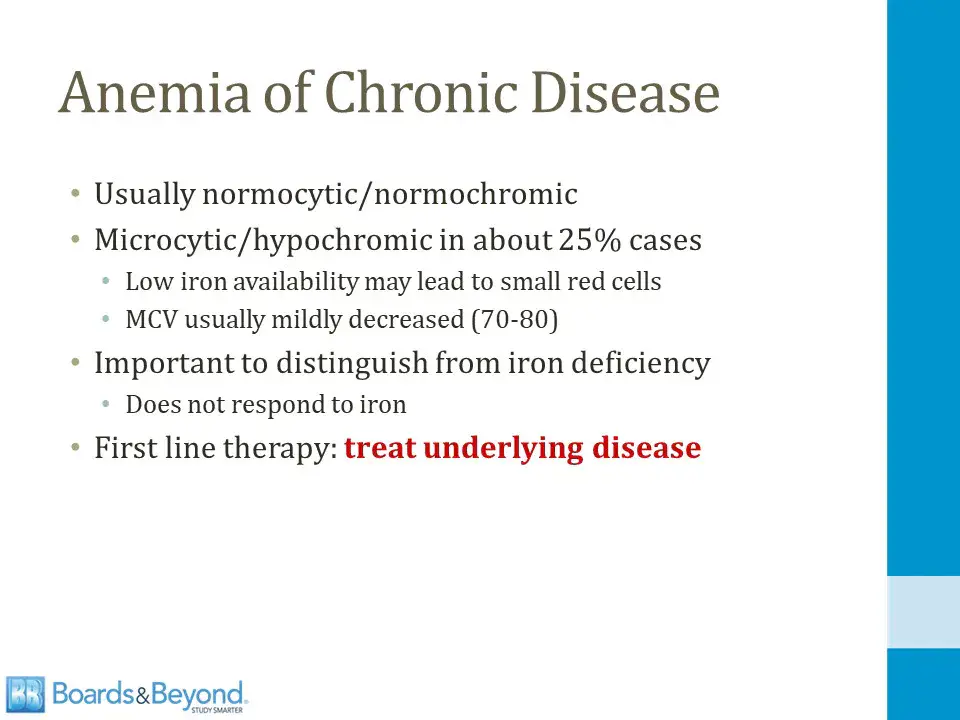 Anemia of Chronic Disease
• Usually normocytic/normochromic
• Microcytic/hypochromic in about 25% cases
• Low iron availability may lead to small red cells
• MCV usually mildly decreased (70-80)
• Important to distinguish from iron deficiency
• Does not respond to iron
• First line therapy: treat underlying disease
BB Boards&Beyond.
STUDY SMARTER